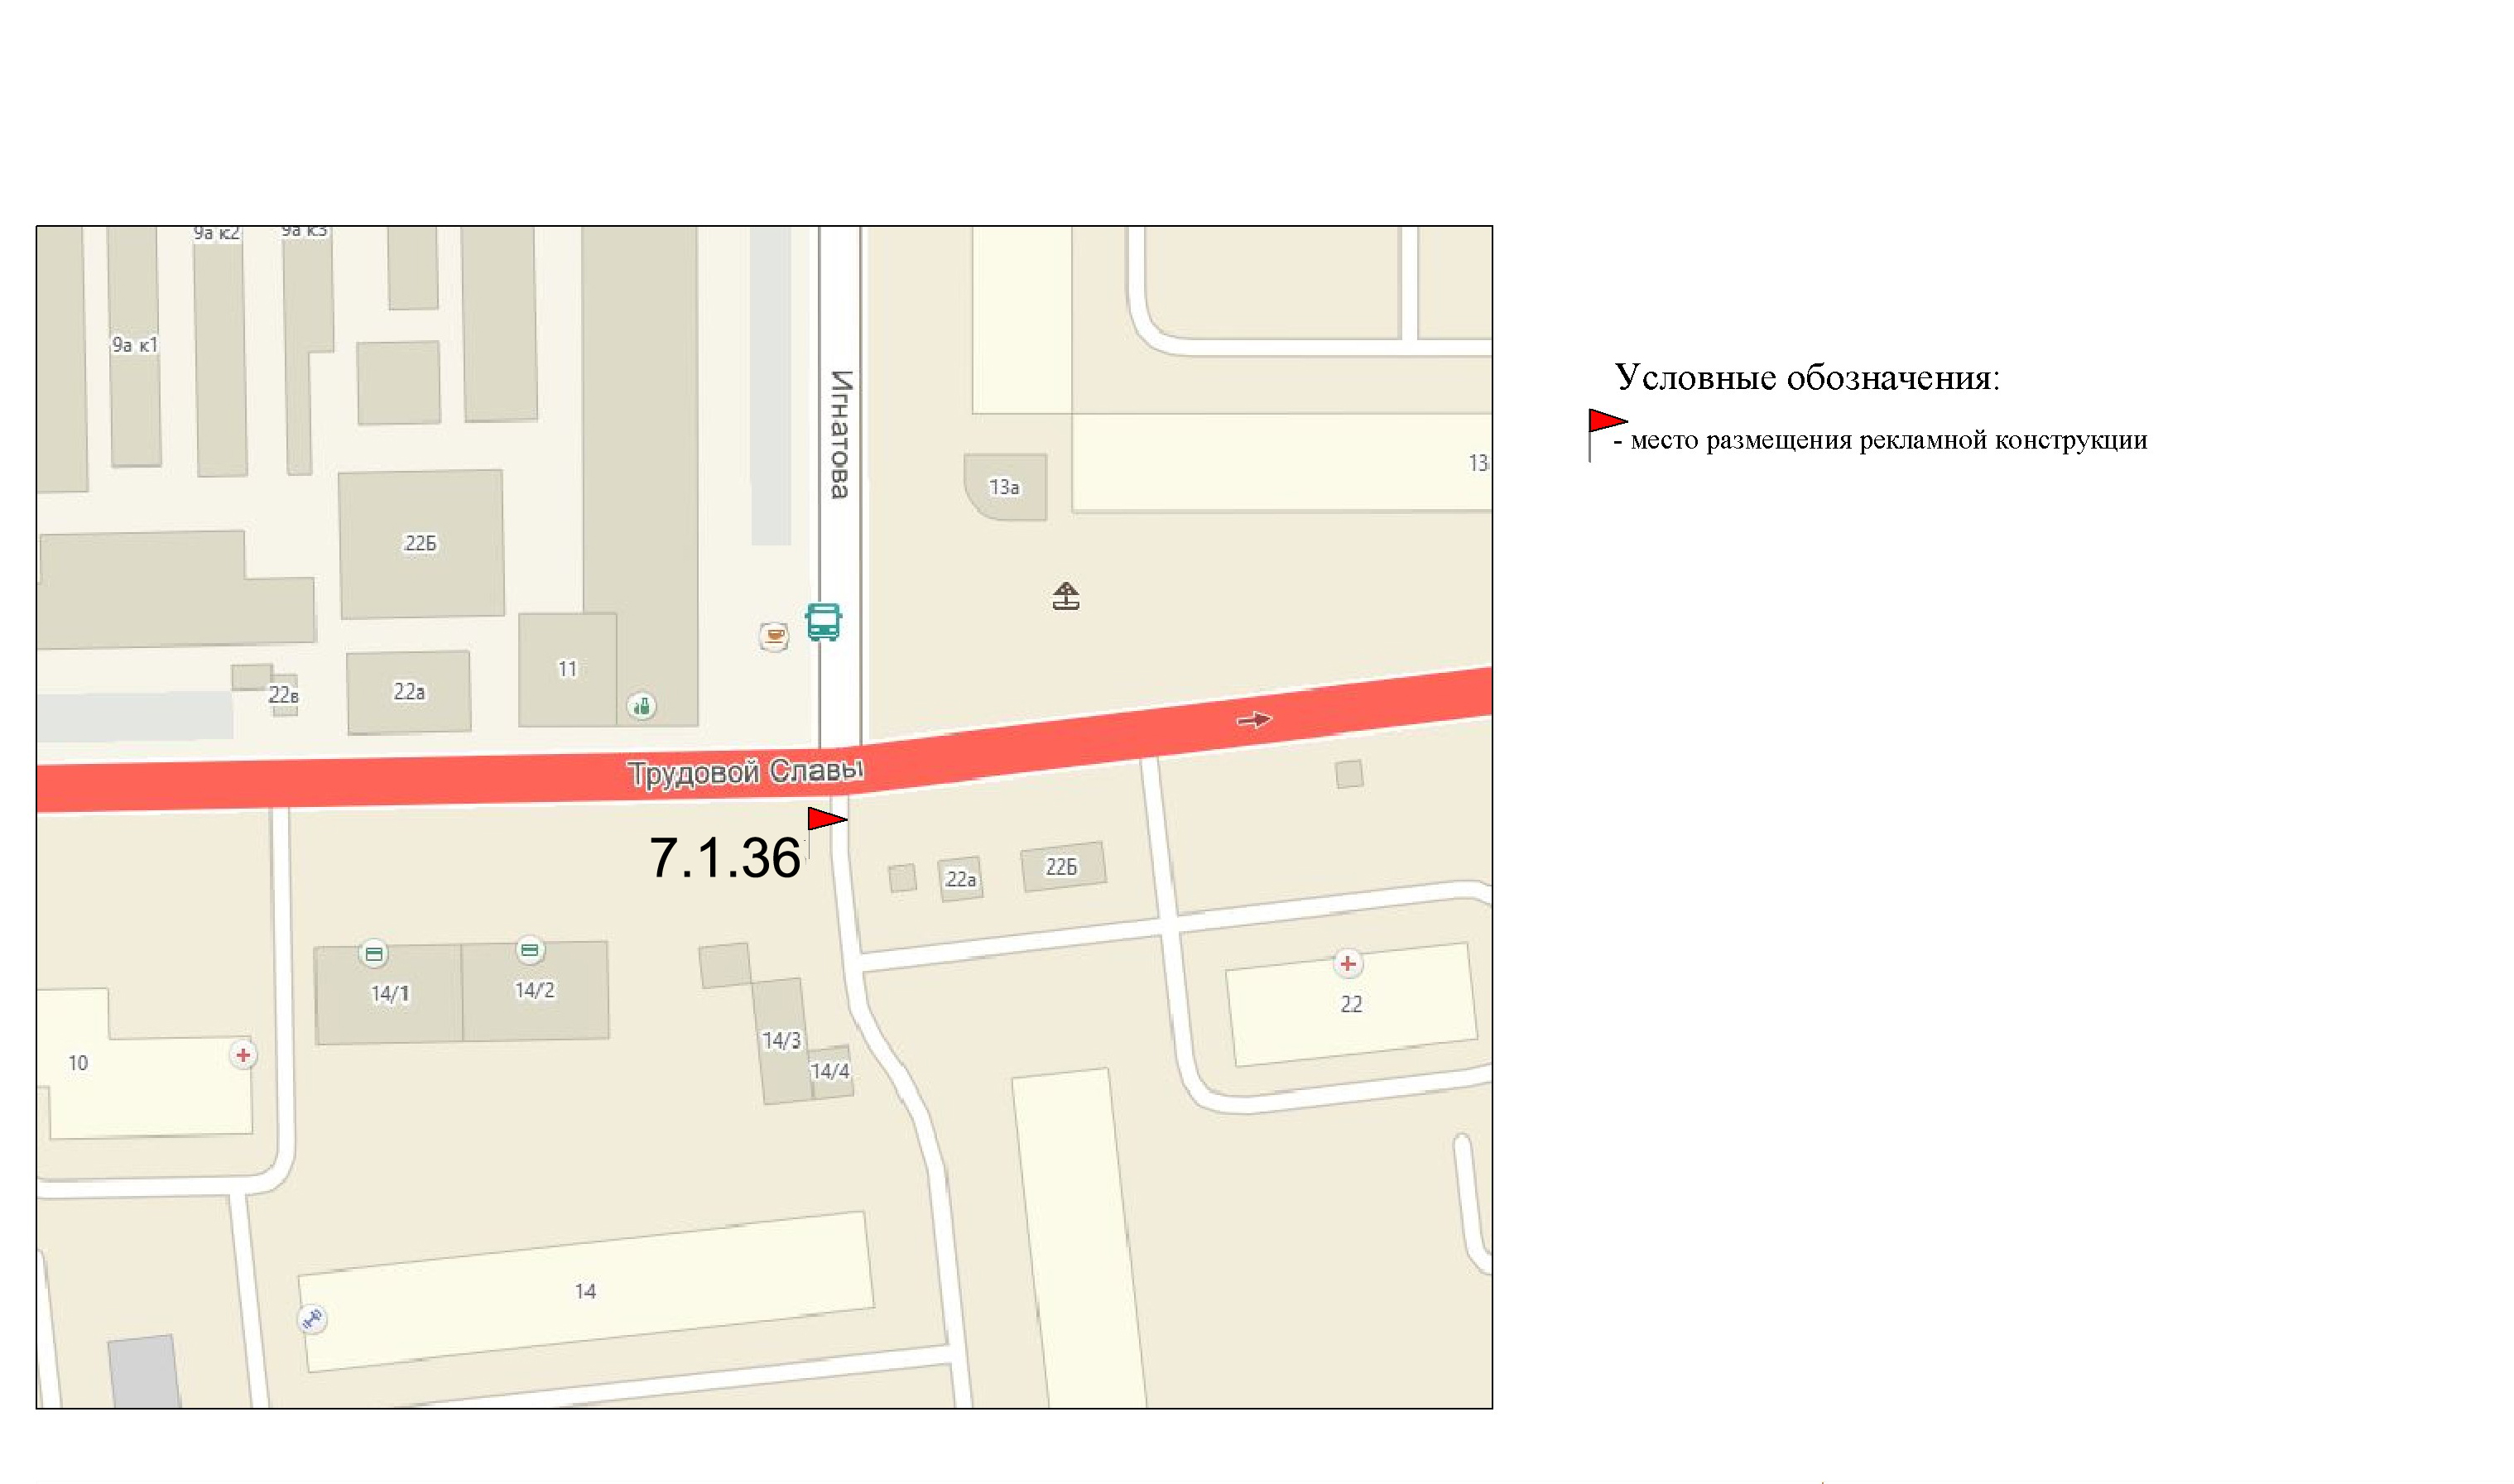 9а к2
9а к3
9а к1
Игнатова
Условные обозначения:
- место размещения рекламной конструкции
13
13а
22Б
11
22а
22в
Трудовой Славы
7.1.36
22а
22Б
14/1
14/2
22
14/3
14/4
10
14